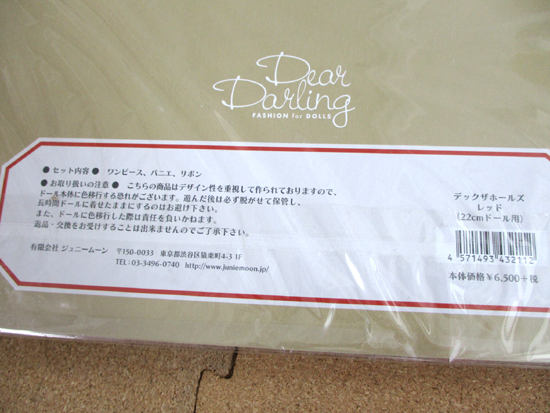 Dear
Darling
FASHION for DOLLS
● セット内容 ●　ワンピース、パニエ、リボン
● お取り扱いの注意 ●　こちらの商品はデザイン性を重視して作られておりますので、
ドール本体に色移行する恐れがございます。遊んだ後は必ず脱がせて保管し、
長時間ドールに着せたままにするのはお避け下さい。
また、ドールに色移行した際は責任を負いかねます。
返品・交換をお受けすることは出来ませんのでご了承下さい。
有限会社 ジュニームーン　〒150-0033　東京都渋谷区猿楽町4-3 1F
TEL：03-3496-0740　http://www.juniemoon.jp/
デックザホールズ
レッド
(22cmドール用)
4 571493 432112
本体価格￥6,500＋税